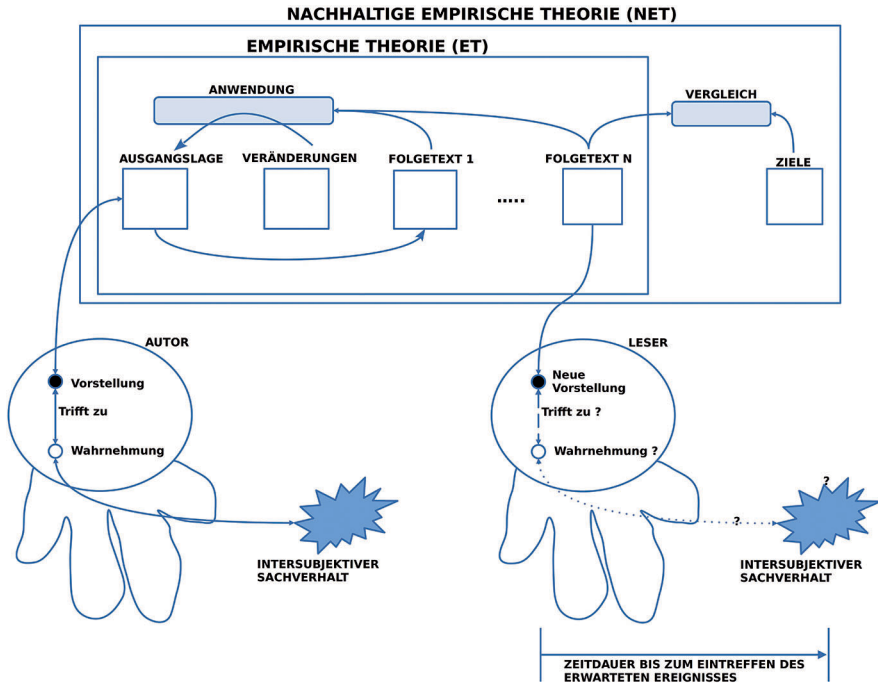 NACHHALTIGE EMPIRISCHE THEORIE (NET)
EMPIRISCHE THEORIE (ET)
ANWENDUNG
VERGLEICH
AUSGANGSLAGE
VERÄNDERUNGEN
FOLGETEXT 1
FOLGETEXT N
ZIELE
.....
AUTOR
Vorstellung
Trifft zu
Wahrnehmung
INTERSUBJEKTIVER
SACHVERHALT
LESER
Neue
Vorstellung
Trifft zu ?
Wahrnehmung ?
?
?
INTERSUBJEKTIVER
SACHVERHALT
ZEITDAUER BIS ZUM EINTREFFEN DES
ERWARTETEN EREIGNISSES